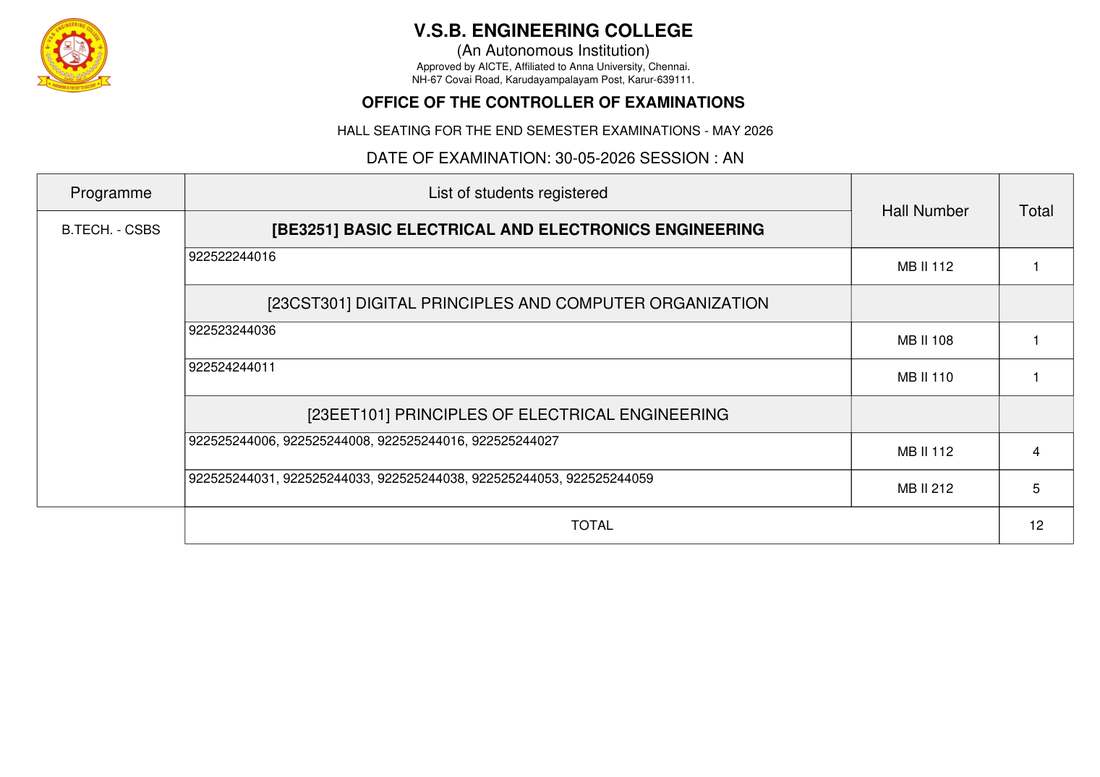 V.S.B. ENGINEERING COLLEGE
(An Autonomous Institution)
Approved by AICTE, Affiliated to Anna University, Chennai.
NH-67 Covai Road, Karudayampalayam Post, Karur-639111.
OFFICE OF THE CONTROLLER OF EXAMINATIONS
HALL SEATING FOR THE END SEMESTER EXAMINATIONS - MAY 2026
DATE OF EXAMINATION: 30-05-2026 SESSION : AN
Programme List of students registered Hall Number Total
B.TECH. - CSBS [BE3251] BASIC ELECTRICAL AND ELECTRONICS ENGINEERING
922522244016 MB II 112 1
[23CST301] DIGITAL PRINCIPLES AND COMPUTER ORGANIZATION
922523244036 MB II 108 1
922524244011 MB II 110 1
[23EET101] PRINCIPLES OF ELECTRICAL ENGINEERING
922525244006, 922525244008, 922525244016, 922525244027 MB II 112 4
922525244031, 922525244033, 922525244038, 922525244053, 922525244059 MB II 212 5
TOTAL 12